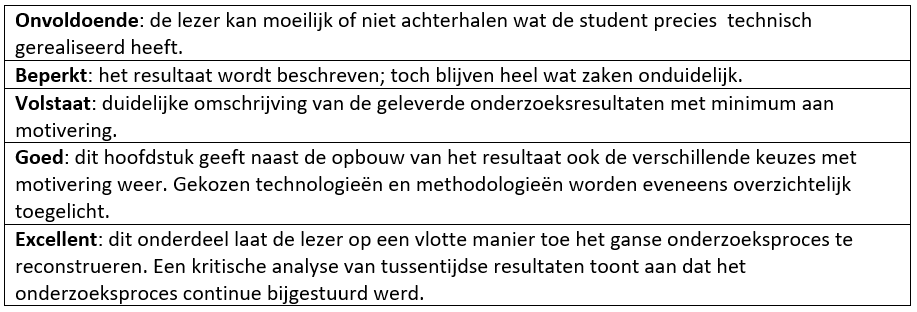 Onvoldoende: de lezer kan moeilijk of niet achterhalen wat de student precies  technisch
gerealiseerd heeft.
Beperkt: het resultaat wordt beschreven; toch blijven heel wat zaken onduidelijk.
Volstaat: duidelijke omschrijving van de geleverde onderzoeksresultaten met minimum aan
motivering.
Goed: dit hoofdstuk geeft naast de opbouw van het resultaat ook de verschillende keuzes met
motivering weer. Gekozen technologieën en methodologieën worden eveneens overzichtelijk
toegelicht.
Excellent: dit onderdeel laat de lezer op een vlotte manier toe het ganse onderzoeksproces te
reconstrueren. Een kritische analyse van tussentijdse resultaten toont aan dat het
onderzoeksproces continue bijgestuurd werd.